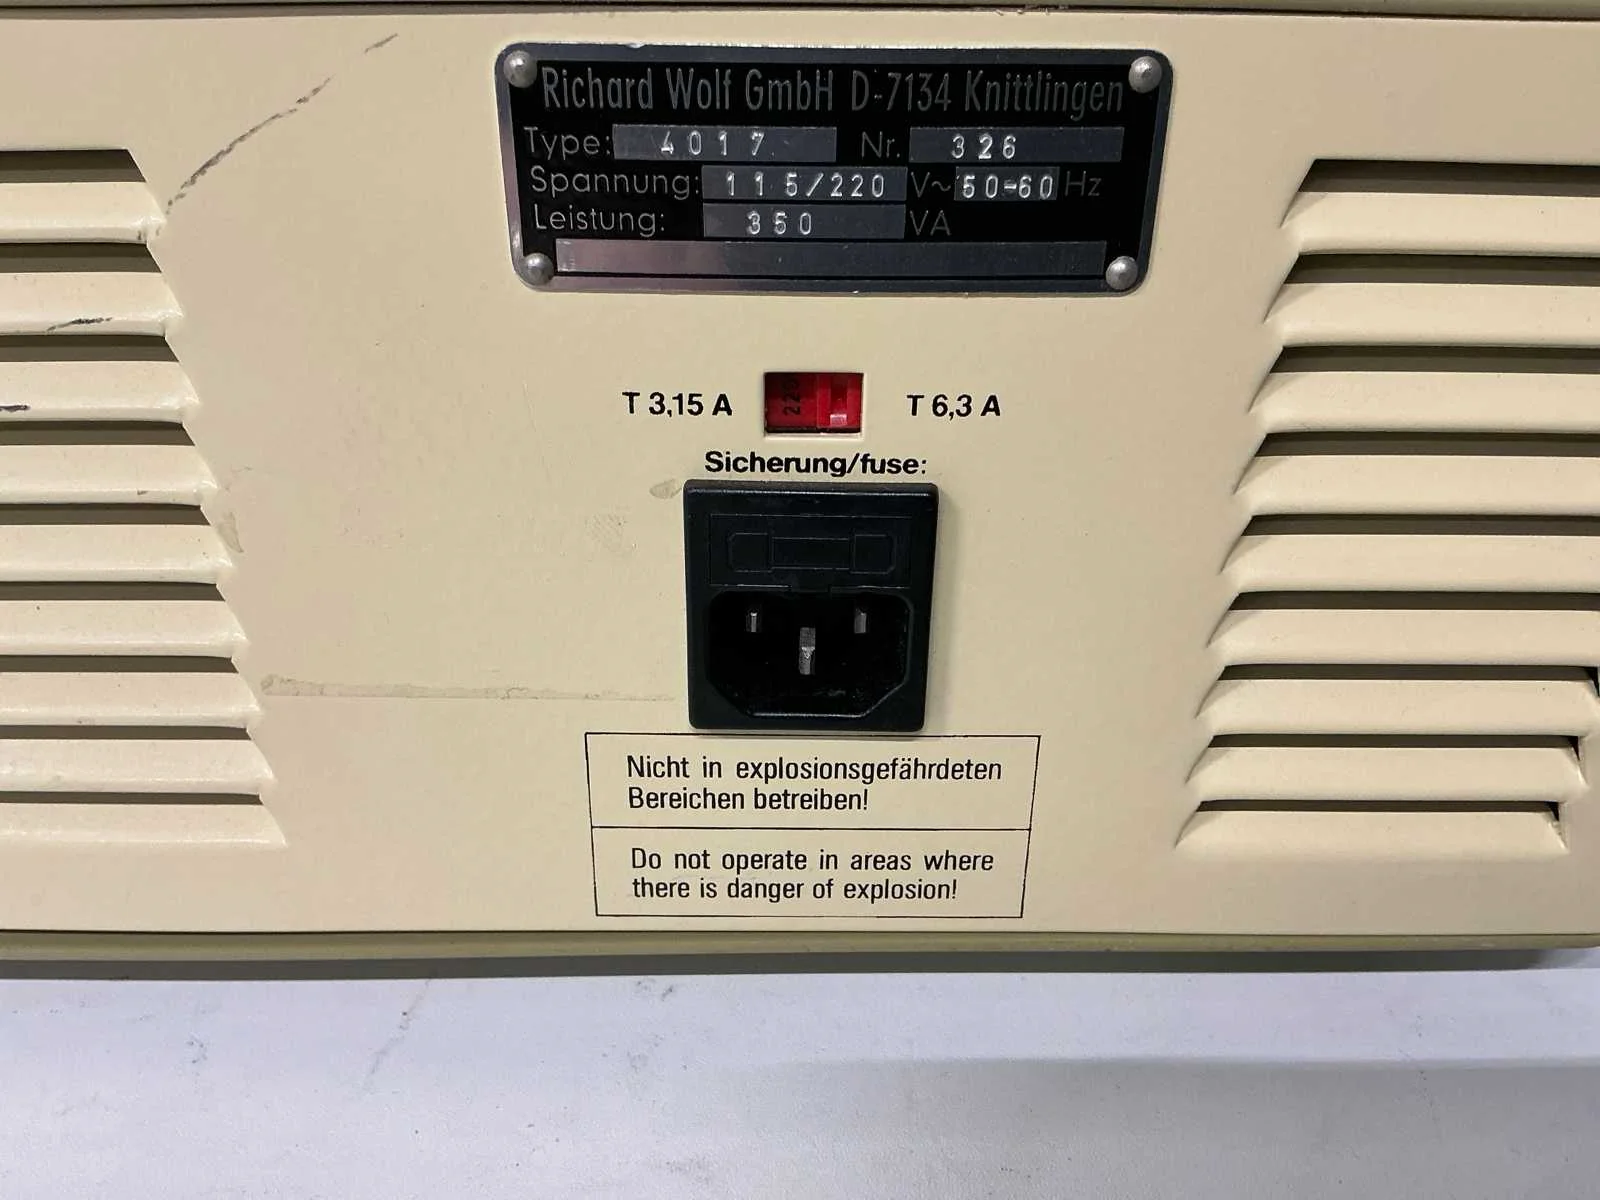 Richard Wolf GmbH D-7134 Knittlingen
Type: 4017 Nr. 326
Spannung: 115/220 V~ 50-60 Hz
Leistung: 350 VA
T 3,15 A 220 T 6,3 A
Sicherung/fuse:
Nicht in explosionsgefährdeten
Bereichen betreiben!
Do not operate in areas where
there is danger of explosion!